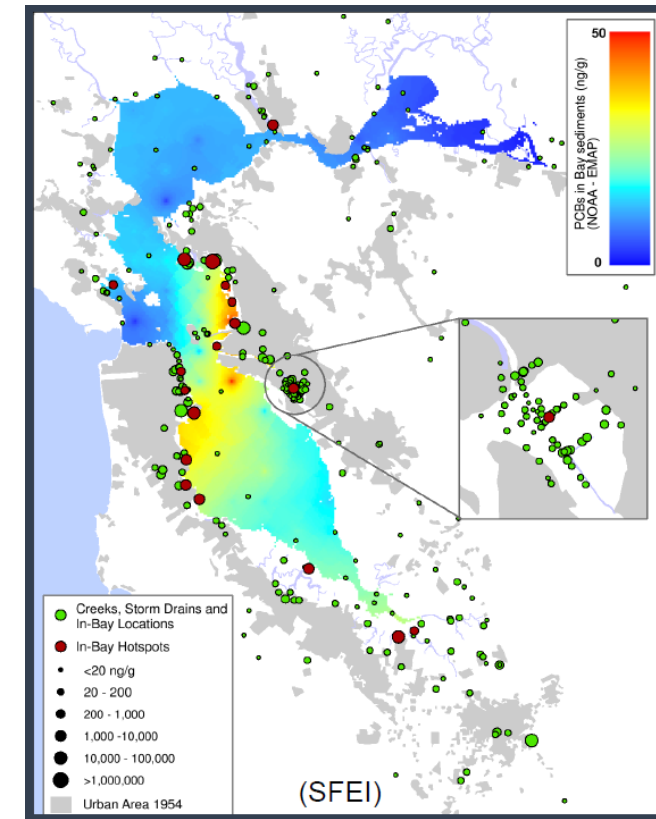 50
PCBs in Bay sediments (ng/g)
(NOAA - EMAP)
0
Creeks, Storm Drains and
In-Bay Locations
In-Bay Hotspots
<20 ng/g
20 - 200
200 - 1,000
1,000 -10,000
10,000 - 100,000
>1,000,000
Urban Area 1954
(SFEI)